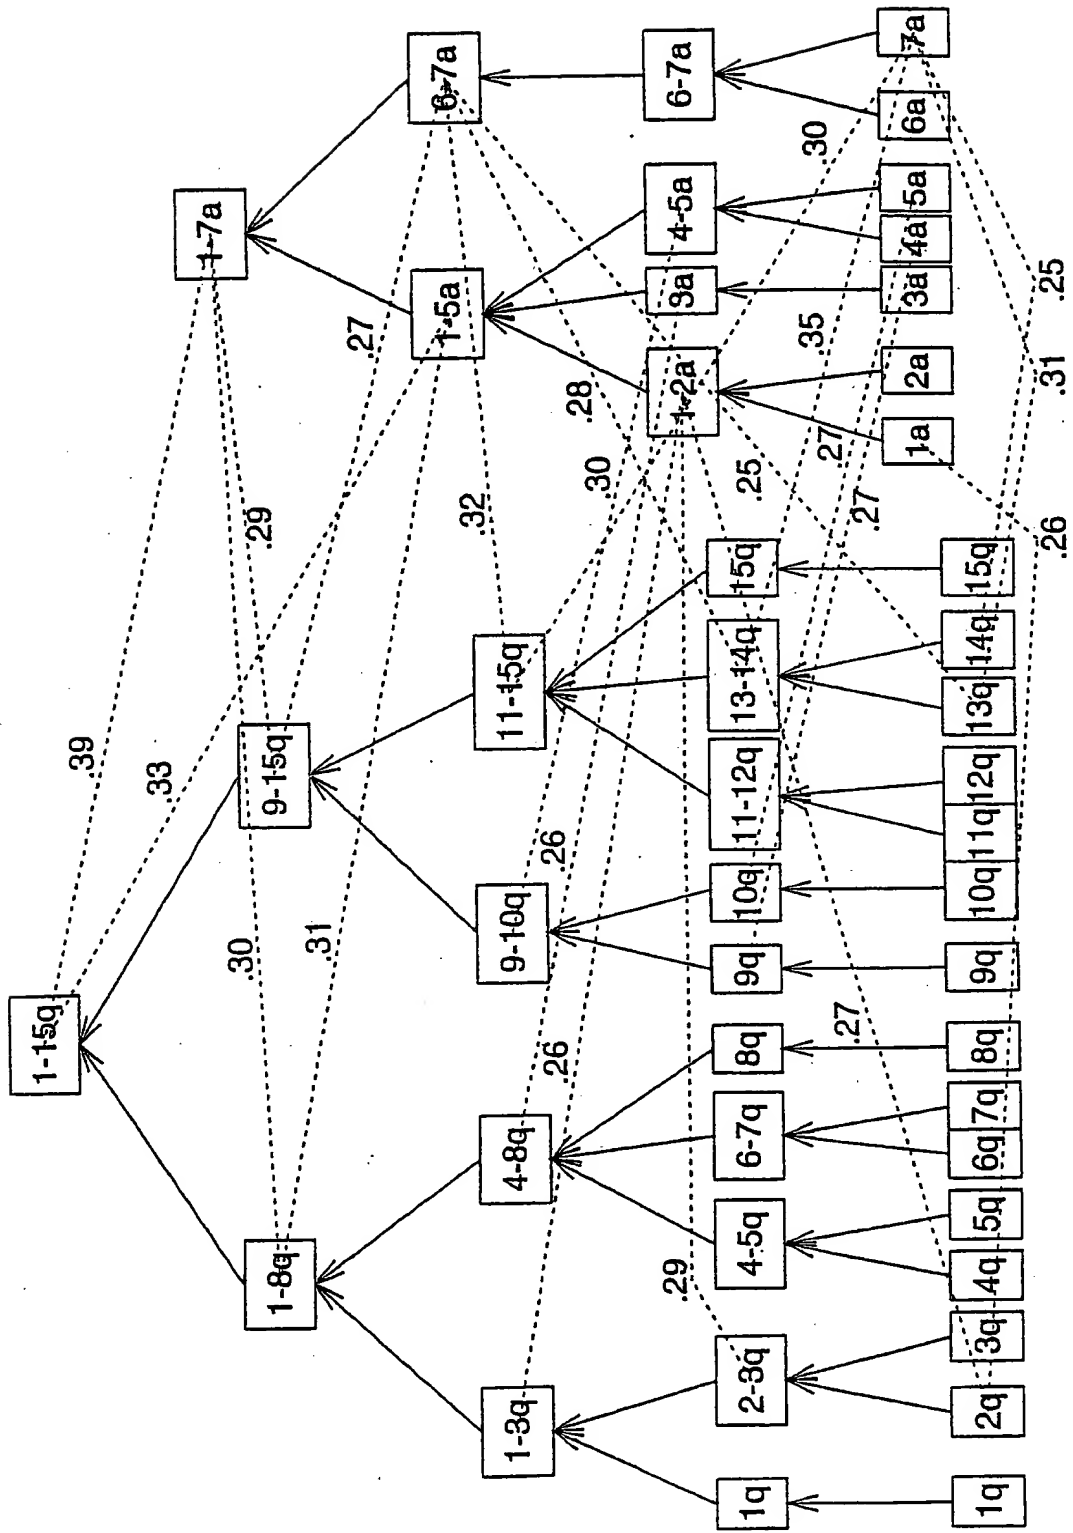 1-15q
1-7a
.39
.33
1-8q
9-15q
.30
.29
.31
.27
1-5a
6-7a
1-3q
4-8q
9-10q
11-15q
.32
.26
.26
.30
.28
1-2a
3a
4-5a
6-7a
.29
1q
2-3q
4-5q
6-7q
8q
9q
10q
11-12q
13-14q
15q
.25
.27
.27
.27
.35
.30
1a
2a
3a
4a
5a
6a
7a
1q
2q
3q
4q
5q
6q
7q
8q
9q
10q
11q
12q
13q
14q
15q
.26
.31
.25